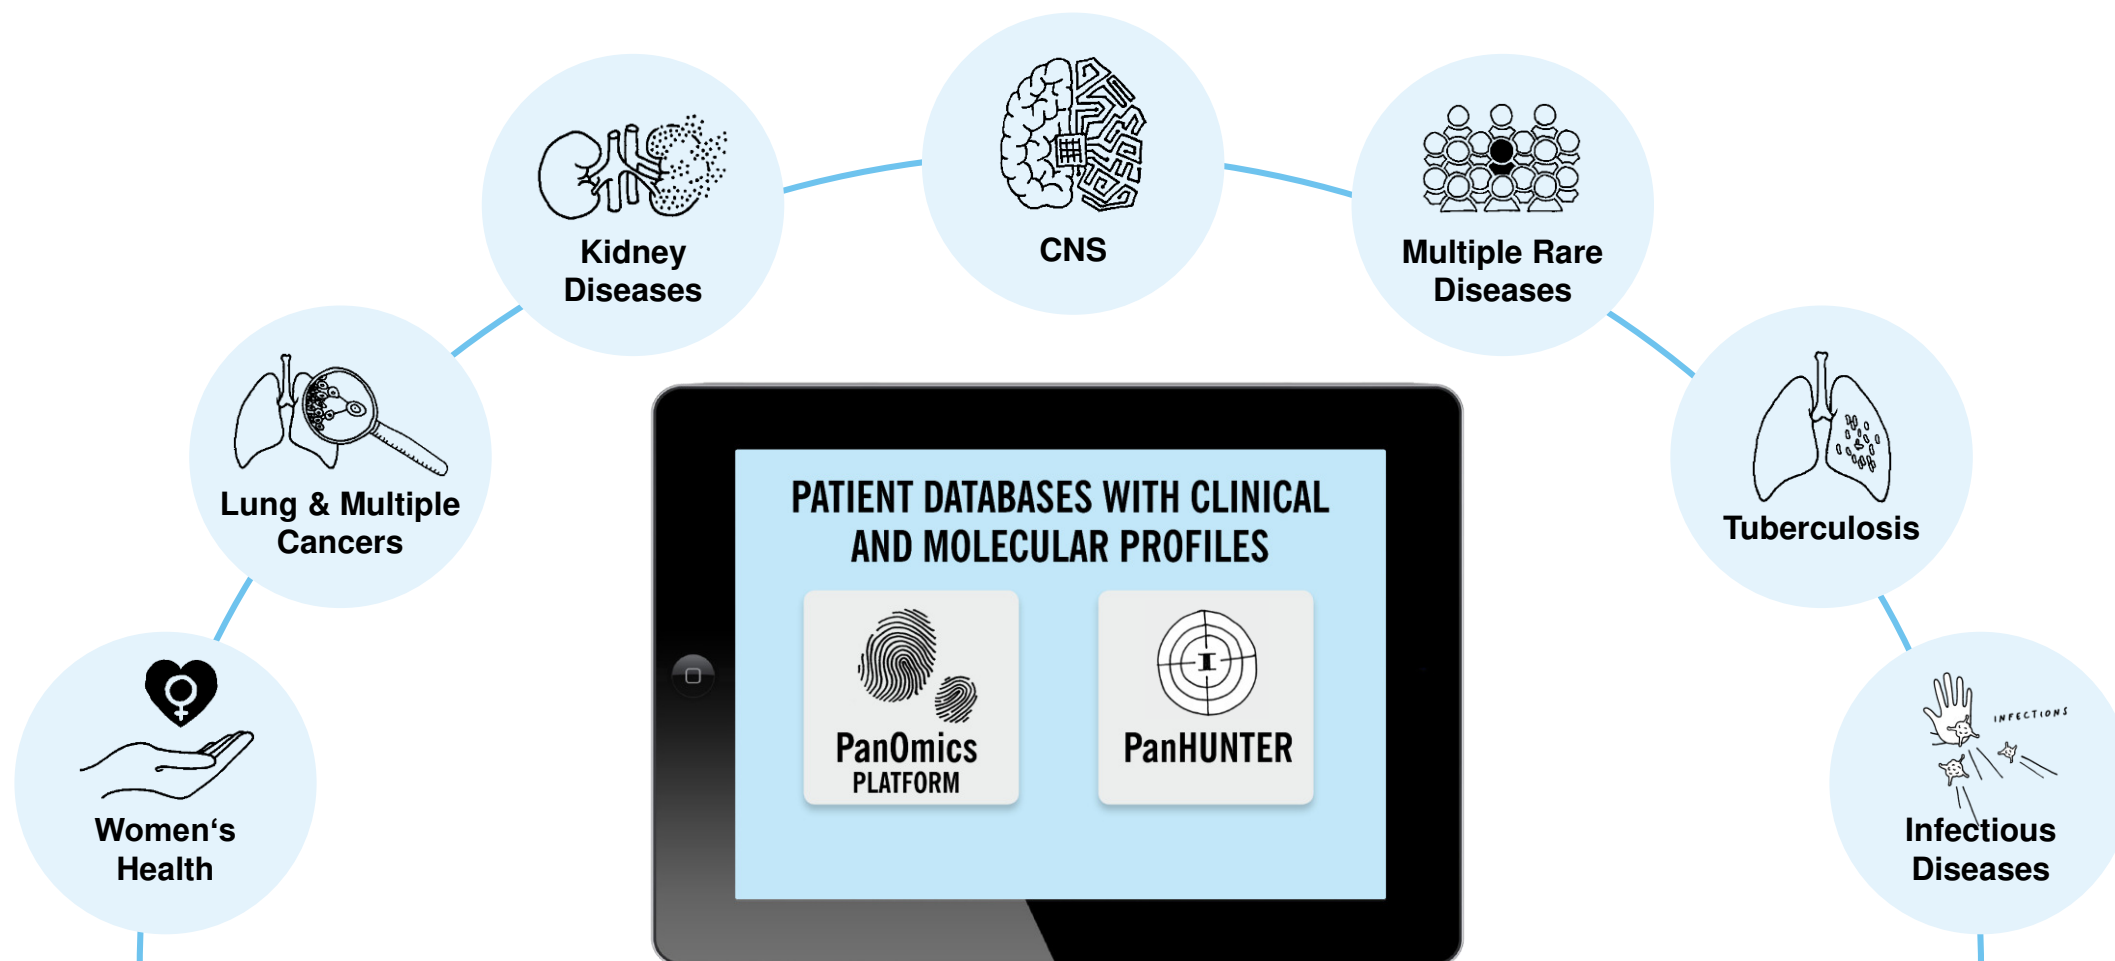 CNS
Kidney
Diseases
Multiple Rare
Diseases
Lung & Multiple
Cancers
Tuberculosis
PATIENT DATABASES WITH CLINICAL
AND MOLECULAR PROFILES
PanOmics
PLATFORM
PanHUNTER
I
Women‘s
Health
INFECTIONS
Infectious
Diseases